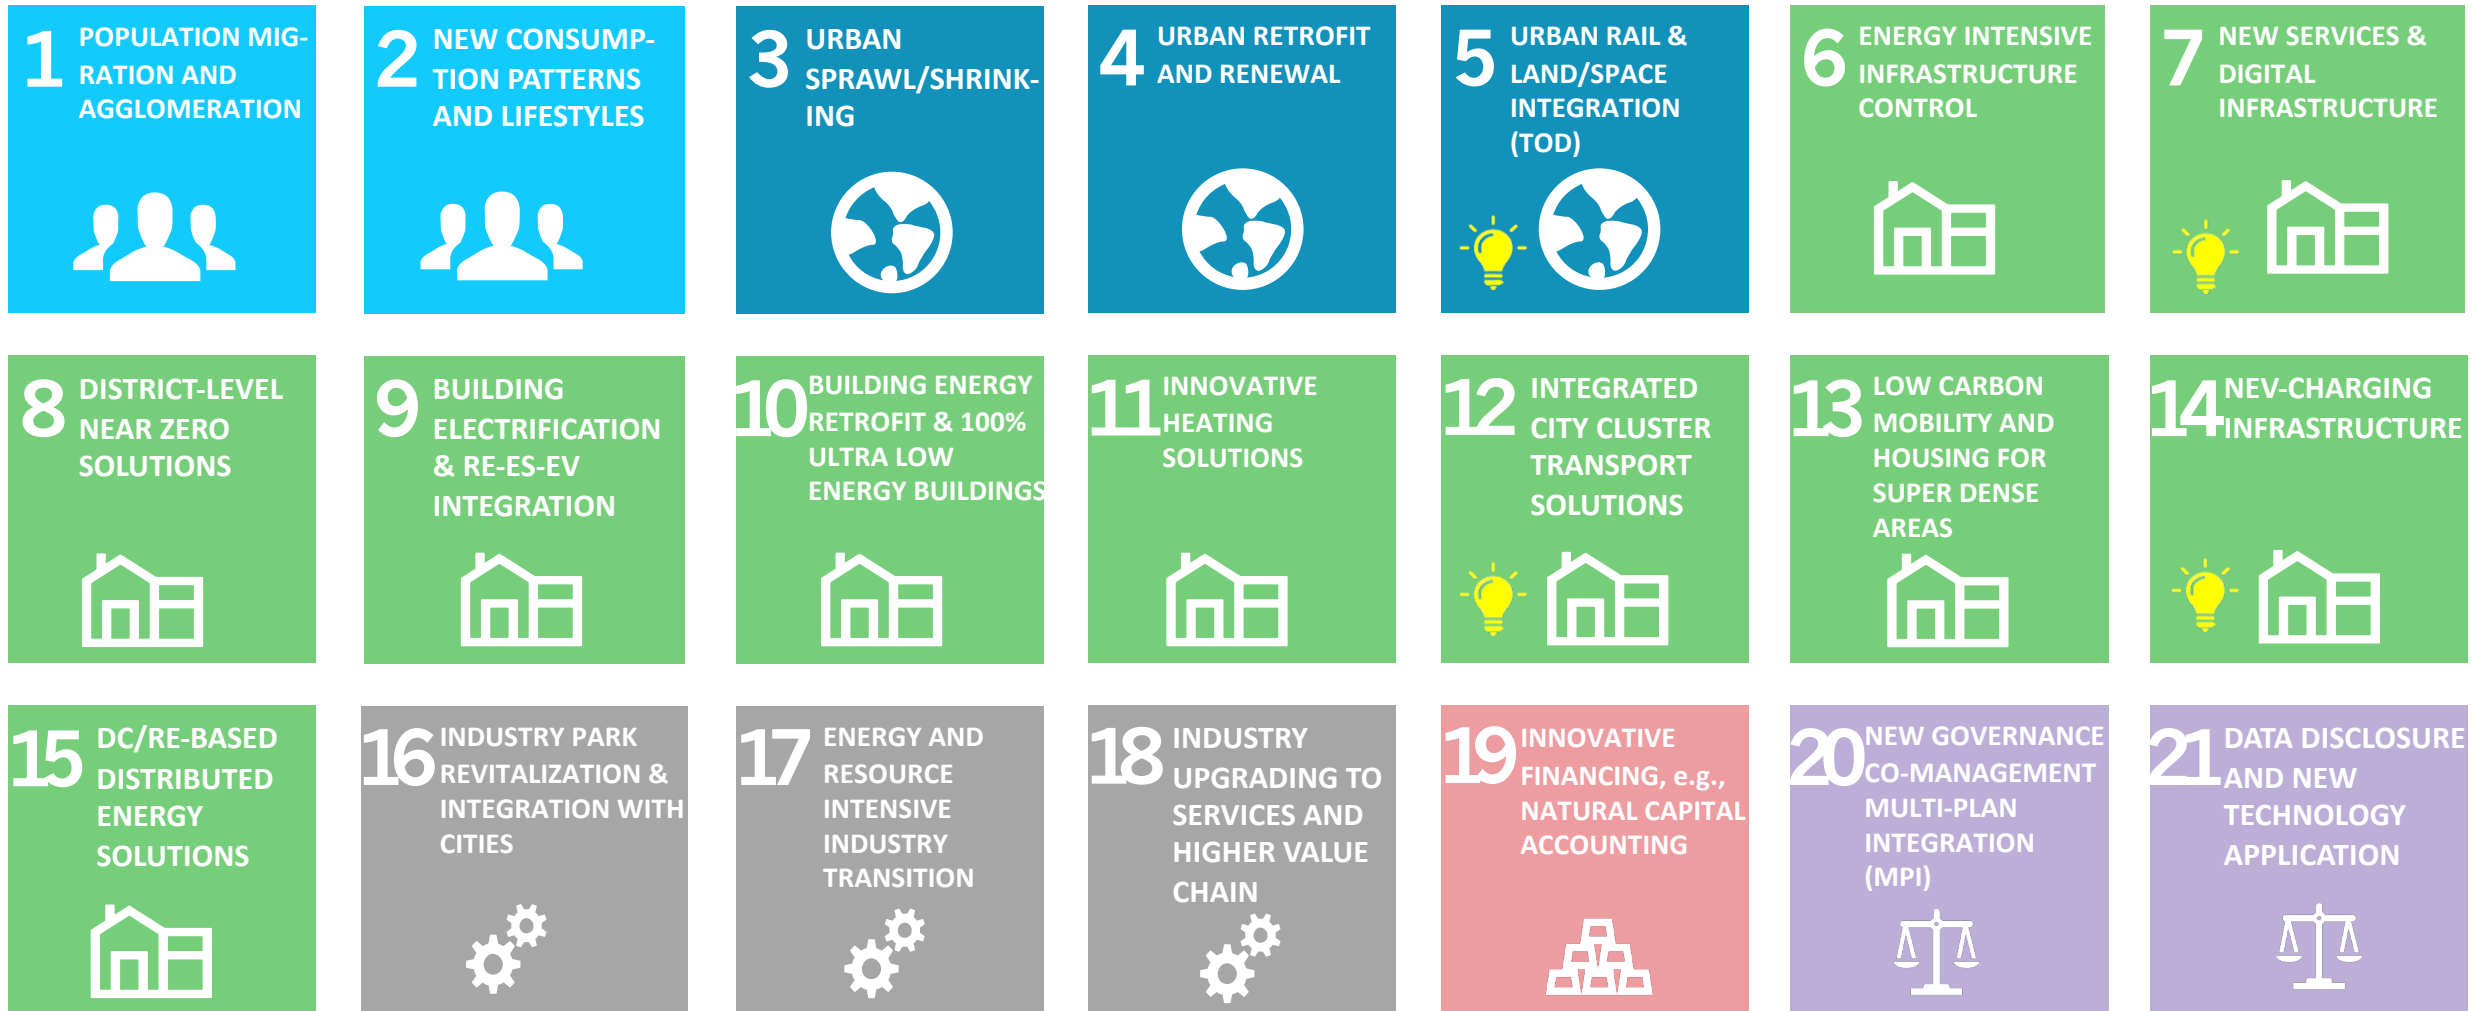 1
POPULATION MIG-
RATION AND
AGGLOMERATION
2
NEW CONSUMP-
TION PATTERNS
AND LIFESTYLES
3
URBAN
SPRAWL/SHRINK-
ING
4
URBAN RETROFIT
AND RENEWAL
5
URBAN RAIL &
LAND/SPACE
INTEGRATION
(TOD)
6
ENERGY INTENSIVE
INFRASTRUCTURE
CONTROL
7
NEW SERVICES &
DIGITAL
INFRASTRUCTURE
8
DISTRICT-LEVEL
NEAR ZERO
SOLUTIONS
9
BUILDING
ELECTRIFICATION
& RE-ES-EV
INTEGRATION
10
BUILDING ENERGY
RETROFIT & 100%
ULTRA LOW
ENERGY BUILDINGS
11
INNOVATIVE
HEATING
SOLUTIONS
12
INTEGRATED
CITY CLUSTER
TRANSPORT
SOLUTIONS
13
LOW CARBON
MOBILITY AND
HOUSING FOR
SUPER DENSE
AREAS
14
NEV-CHARGING
INFRASTRUCTURE
15
DC/RE-BASED
DISTRIBUTED
ENERGY
SOLUTIONS
16
INDUSTRY PARK
REVITALIZATION &
INTEGRATION WITH
CITIES
17
ENERGY AND
RESOURCE
INTENSIVE
INDUSTRY
TRANSITION
18
INDUSTRY
UPGRADING TO
SERVICES AND
HIGHER VALUE
CHAIN
19
INNOVATIVE
FINANCING, e.g.,
NATURAL CAPITAL
ACCOUNTING
20
NEW GOVERNANCE
CO-MANAGEMENT
MULTI-PLAN
INTEGRATION
(MPI)
21
DATA DISCLOSURE
AND NEW
TECHNOLOGY
APPLICATION